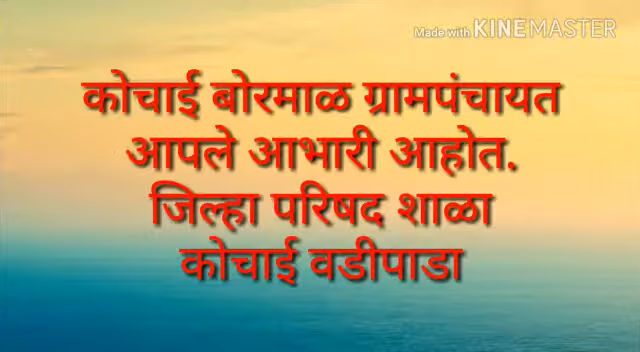 Made with KINEMASTER
कोचाई बोरमाळ ग्रामपंचायत
आपले आभारी आहोत.
जिल्हा परिषद शाळा
कोचाई वडीपाडा